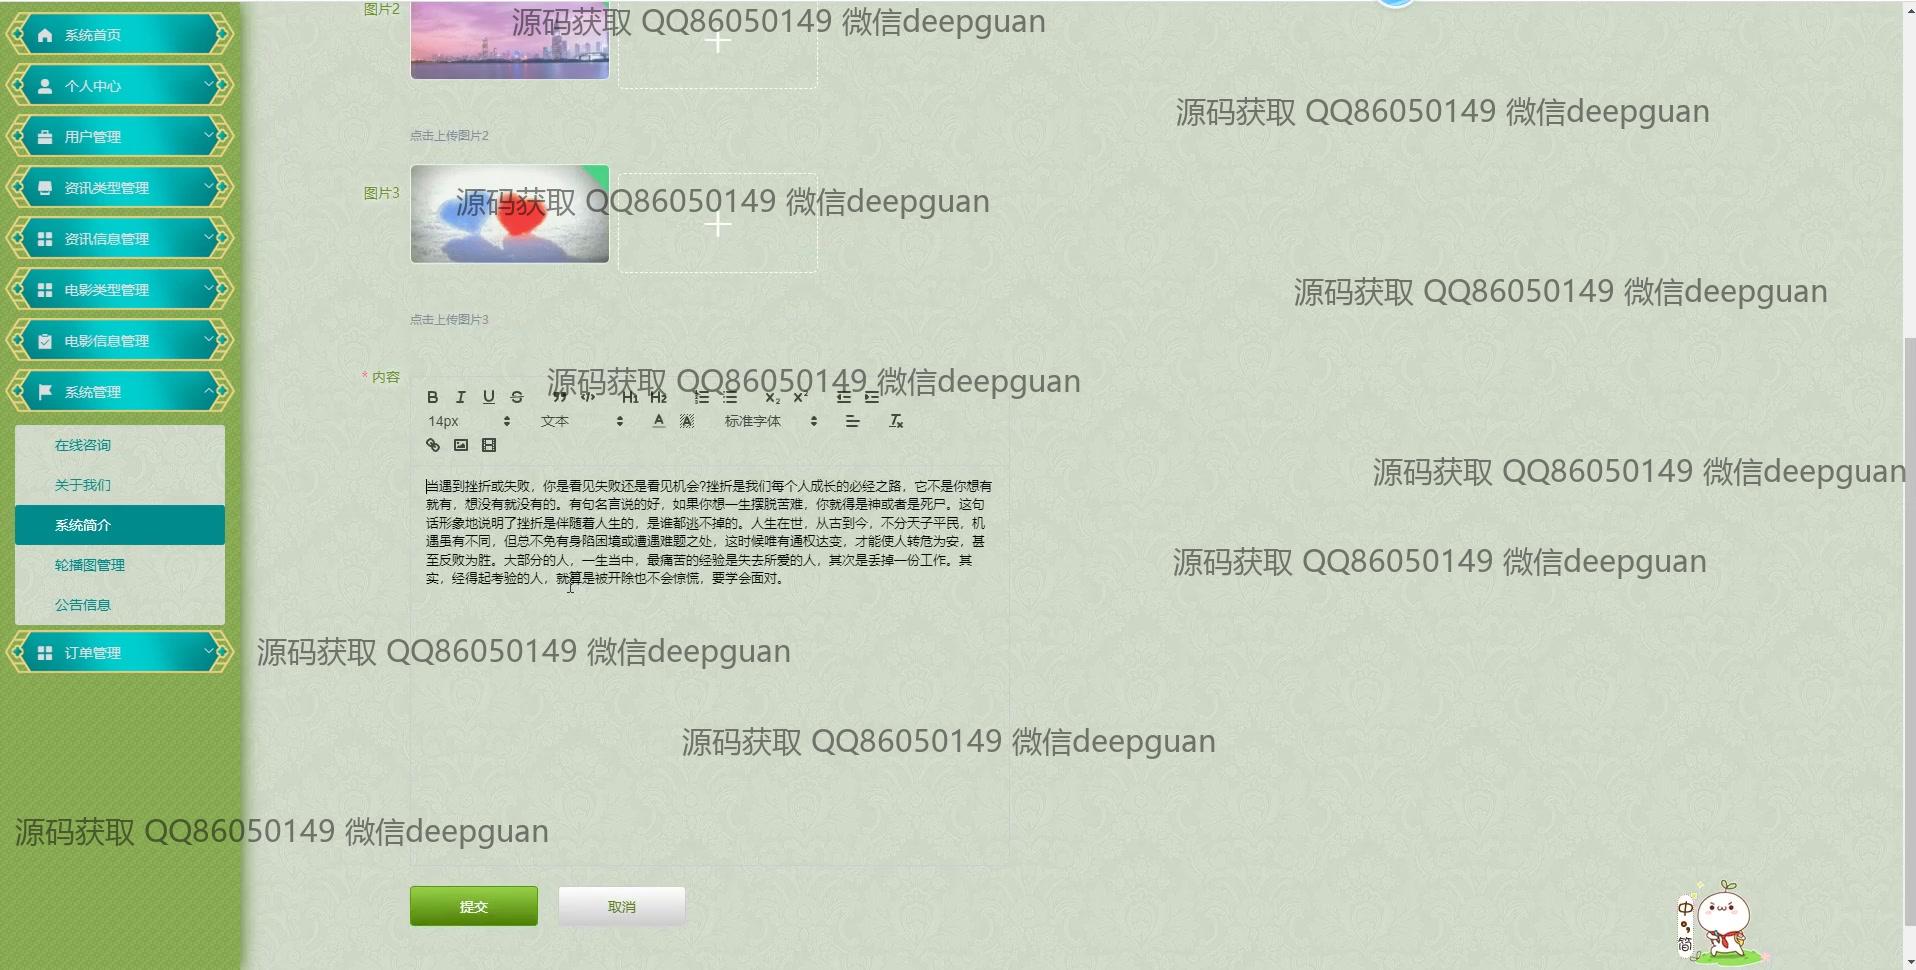 系统首页
个人中心
用户管理
资讯类型管理
资讯信息管理
电影类型管理
电影信息管理
系统管理
在线咨询
关于我们
系统简介
轮播图管理
公告信息
订单管理
图片2
源码获取 QQ86050149 微信deepguan
源码获取 QQ86050149 微信deepguan
点击上传图片2
图片3
源码获取 QQ86050149 微信deepguan
源码获取 QQ86050149 微信deepguan
点击上传图片3
* 内容
源码获取 QQ86050149 微信deepguan
B I U S H1 H2 x₂ x²
14px 文本 A A 标准字体 Tx
源码获取 QQ86050149 微信deepguan
当遇到挫折或失败，你是看见失败还是看见机会?挫折是我们每个人成长的必经之路，它不是你想有
就有，想没有就没有的。有句名言说的好，如果你想一生摆脱苦难，你就得是神或者是死尸。这句
话形象地说明了挫折是伴随着人生的，是谁都逃不掉的。人生在世，从古到今，不分天子平民，机
遇虽有不同，但总不免有身陷困境或遭遇难题之处，这时候唯有通权达变，才能使人转危为安，甚
至反败为胜。大部分的人，一生当中，最痛苦的经验是失去所爱的人，其次是丢掉一份工作。其
实，经得起考验的人，就算是被开除也不会惊慌，要学会面对。
源码获取 QQ86050149 微信deepguan
源码获取 QQ86050149 微信deepguan
源码获取 QQ86050149 微信deepguan
源码获取 QQ86050149 微信deepguan
提交
取消
中
简